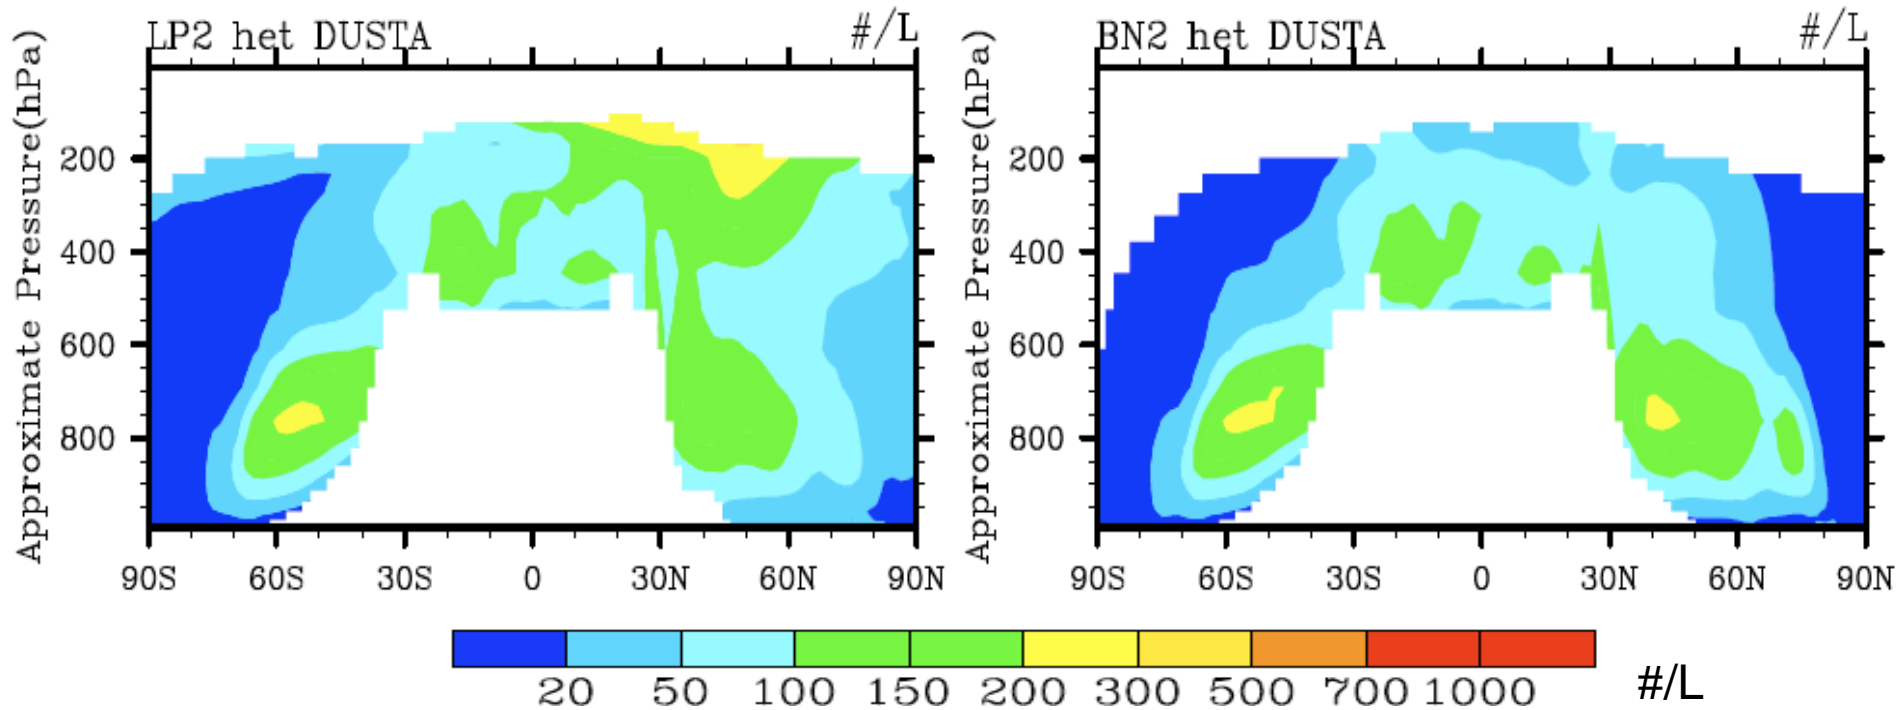 LP2 het DUSTA #/L
Approximate Pressure(hPa)
200
400
600
800
90S 60S 30S 0 30N 60N 90N
BN2 het DUSTA #/L
Approximate Pressure(hPa)
200
400
600
800
90S 60S 30S 0 30N 60N 90N
20 50 100 150 200 300 500 700 1000 #/L